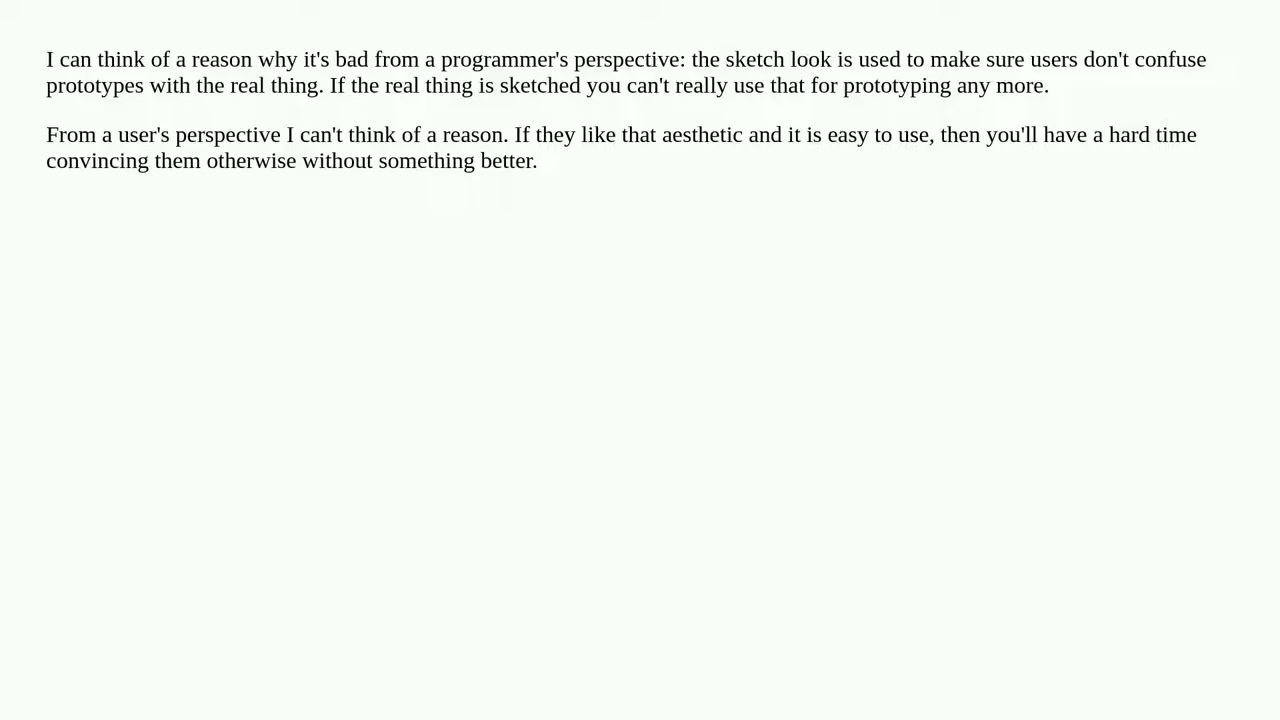 I can think of a reason why it's bad from a programmer's perspective: the sketch look is used to make sure users don't confuse
prototypes with the real thing. If the real thing is sketched you can't really use that for prototyping any more.
From a user's perspective I can't think of a reason. If they like that aesthetic and it is easy to use, then you'll have a hard time
convincing them otherwise without something better.